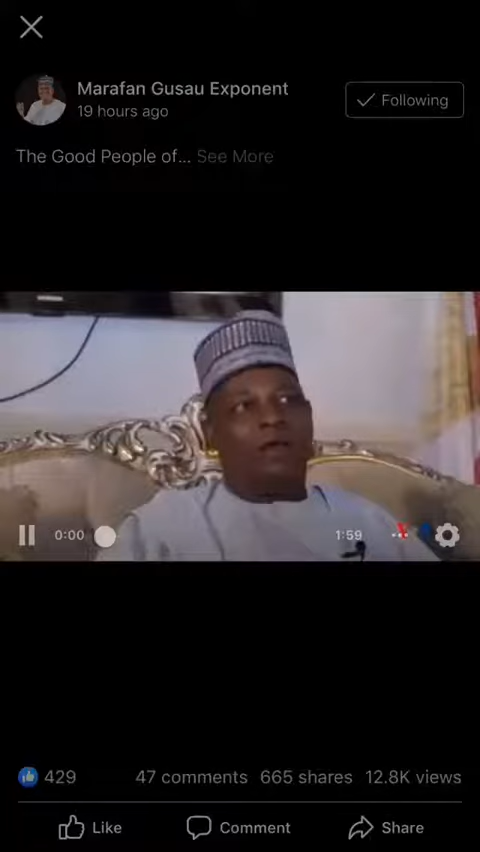 Marafan Gusau Exponent
19 hours ago
Following
The Good People of... See More
0:00
1:59
429
47 comments 665 shares 12.8K views
Like
Comment
Share